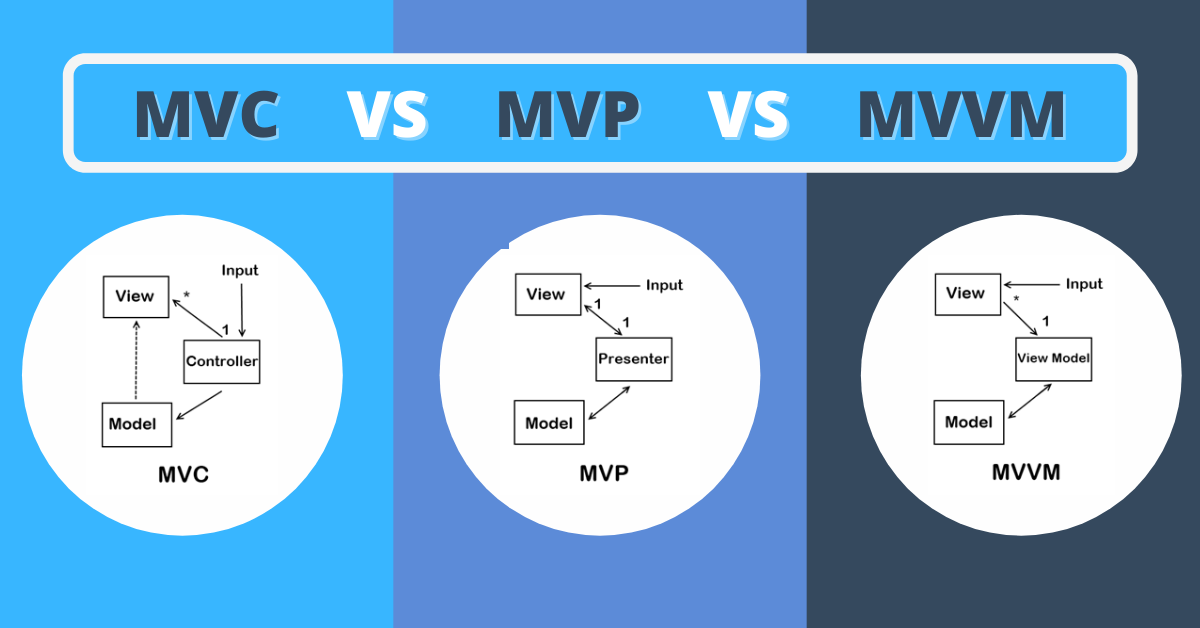 MVC VS MVP VS MVVM
Input
View
*
1
Controller
Model
MVC
View
Input
1
1
Presenter
Model
MVP
View
Input
*
1
View Model
Model
MVVM